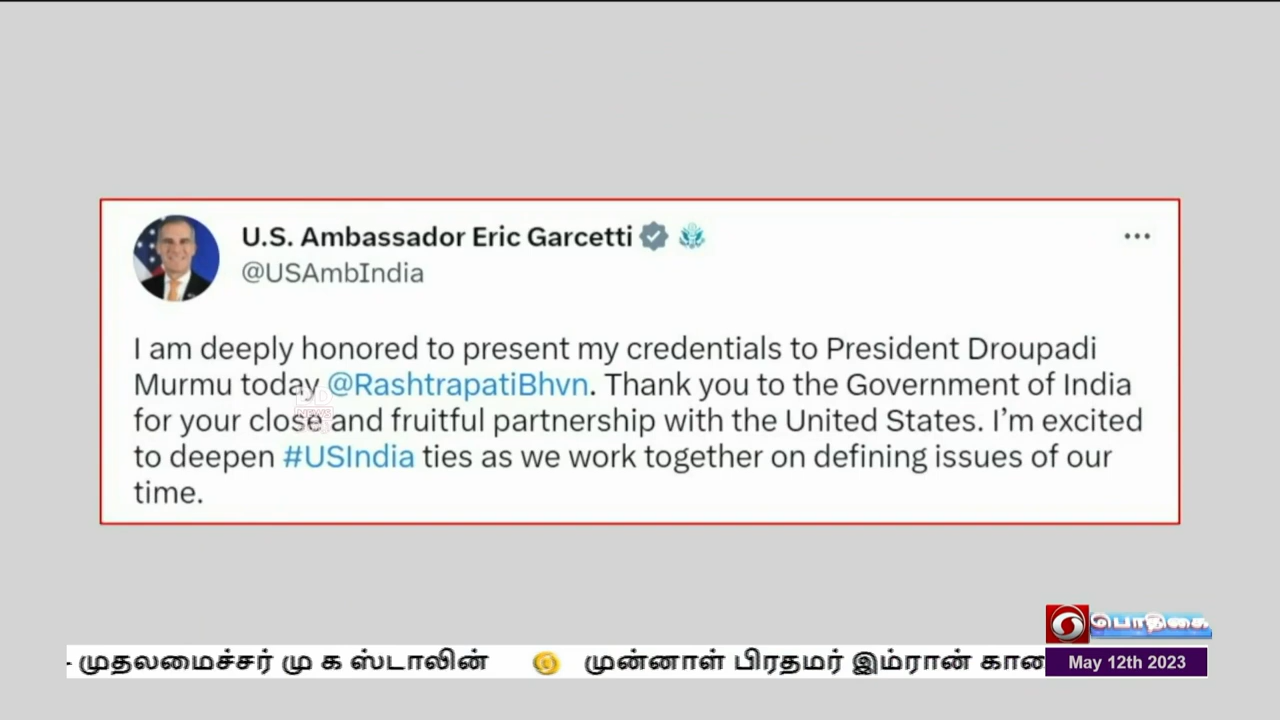 U.S. Ambassador Eric Garcetti
@USAmbIndia
I am deeply honored to present my credentials to President Droupadi
Murmu today @RashtrapatiBhvn. Thank you to the Government of India
for your close and fruitful partnership with the United States. I’m excited
to deepen #USIndia ties as we work together on defining issues of our
time.
பொதிகை
- முதலமைச்சர் மு க ஸ்டாலின் முன்னாள் பிரதமர் இம்ரான்
May 12th 2023